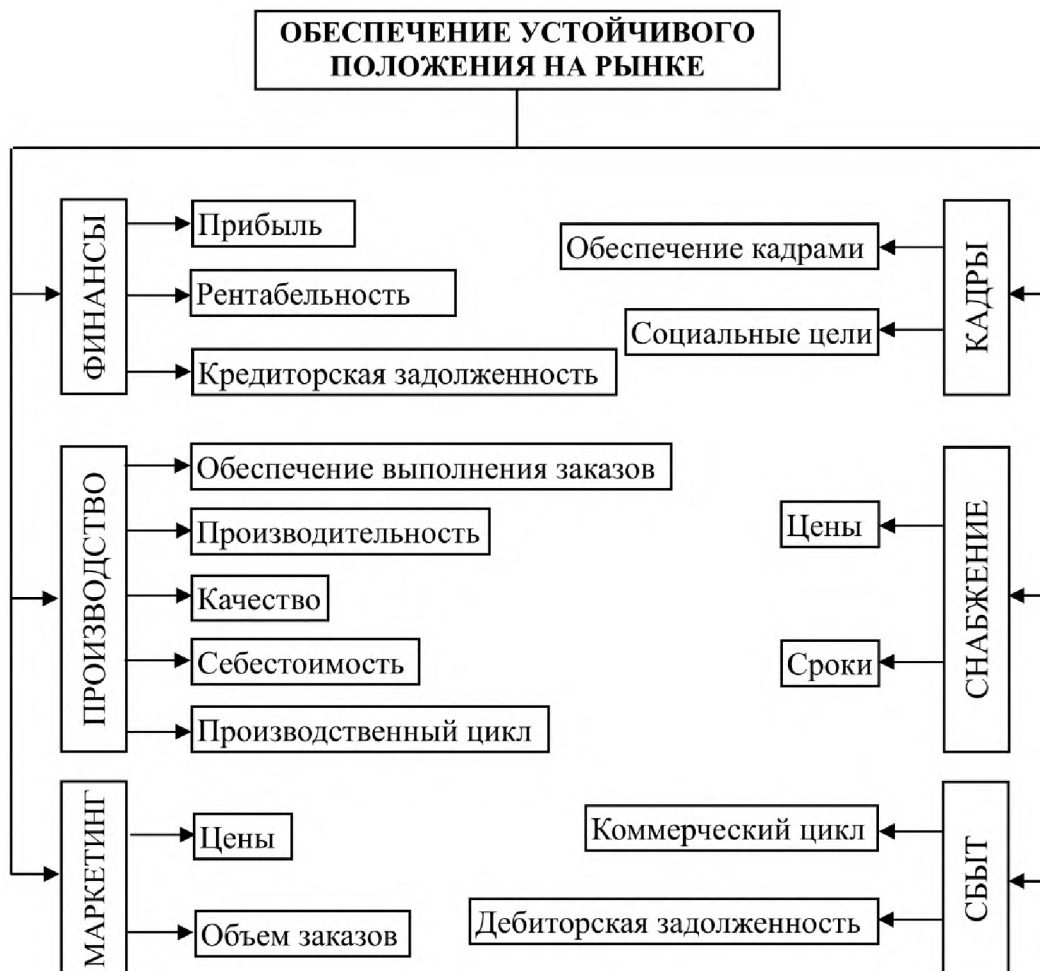 ОБЕСПЕЧЕНИЕ УСТОЙЧИВОГО
ПОЛОЖЕНИЯ НА РЫНКЕ
ФИНАНСЫ
Прибыль
Рентабельность
Кредиторская задолженность
КАДРЫ
Обеспечение кадрами
Социальные цели
ПРОИЗВОДСТВО
Обеспечение выполнения заказов
Производительность
Качество
Себестоимость
Производственный цикл
СНАБЖЕНИЕ
Цены
Сроки
МАРКЕТИНГ
Цены
Объем заказов
СБЫТ
Коммерческий цикл
Дебиторская задолженность